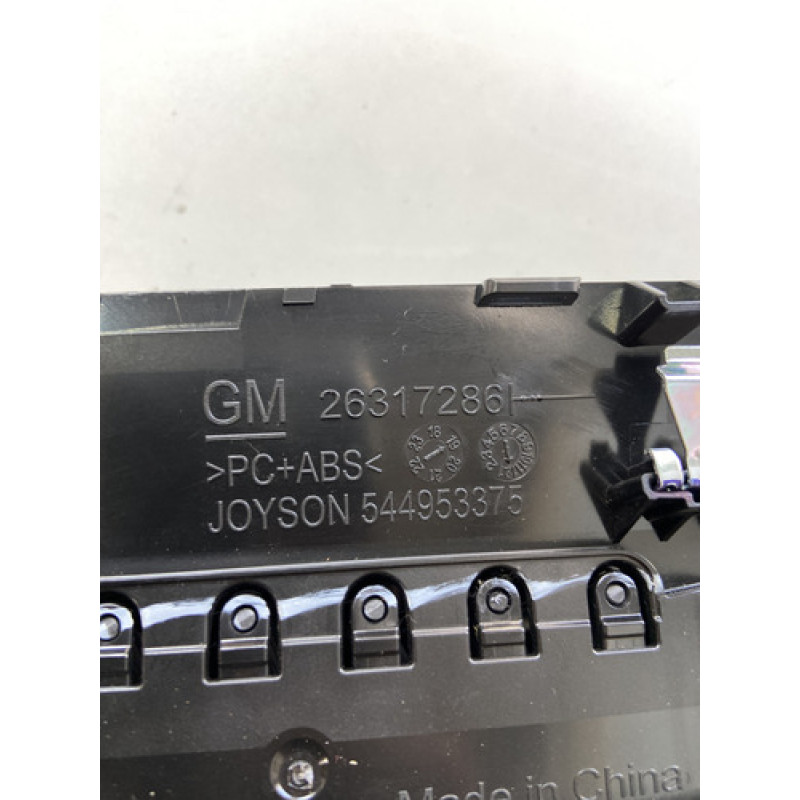 GM 26317286
>PC+ABS<
JOYSON 544953375
Made in China